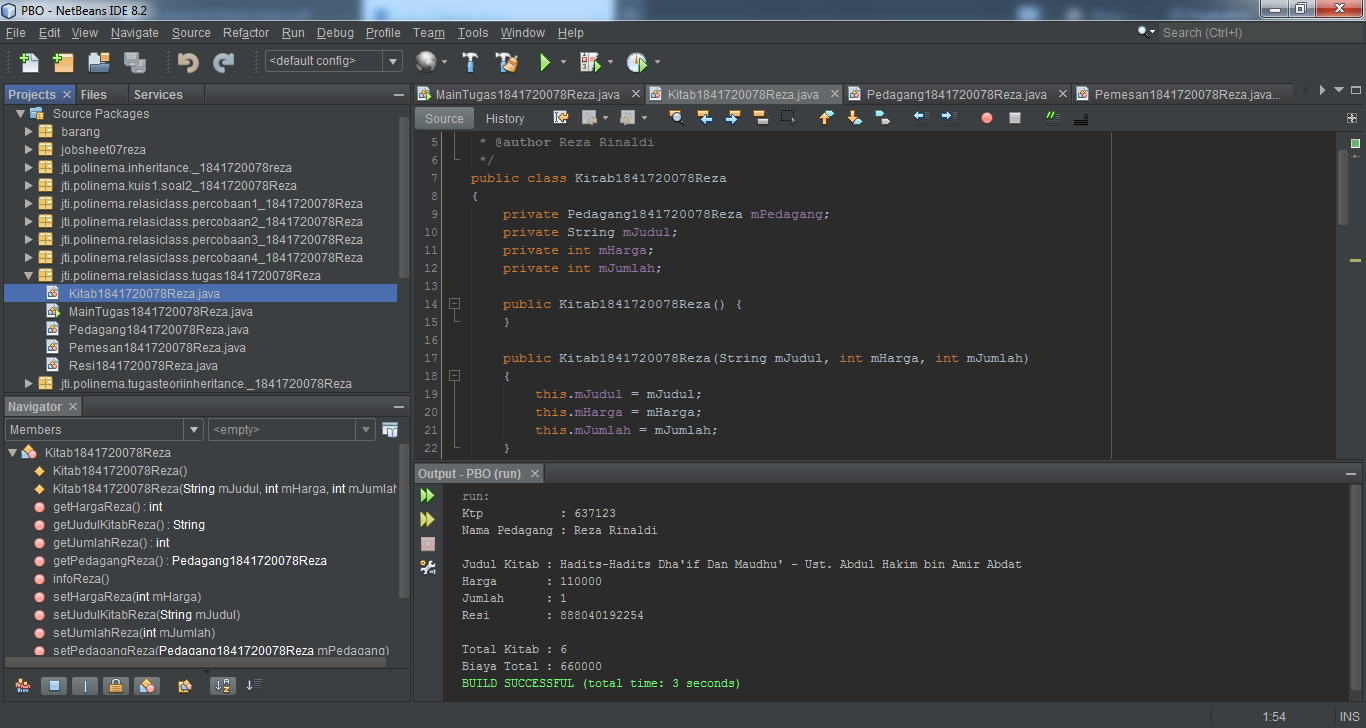 PBO - NetBeans IDE 8.2
File Edit View Navigate Source Refactor Run Debug Profile Team Tools Window Help
Search (Ctrl+I)
<default config>
Projects Files Services
Source Packages
barang
jobsheet07reza
jti.polinema.inheritance._1841720078reza
jti.polinema.kuis1.soal2_1841720078Reza
jti.polinema.relasiclass.percobaan1_1841720078Reza
jti.polinema.relasiclass.percobaan2_1841720078Reza
jti.polinema.relasiclass.percobaan3_1841720078Reza
jti.polinema.relasiclass.percobaan4_1841720078Reza
jti.polinema.relasiclass.tugas1841720078Reza
Kitab1841720078Reza.java
MainTugas1841720078Reza.java
Pedagang1841720078Reza.java
Pemesan1841720078Reza.java
Resi1841720078Reza.java
jti.polinema.tugasteoriinheritance._1841720078Reza
Navigator
Members <empty>
Kitab1841720078Reza
Kitab1841720078Reza()
Kitab1841720078Reza(String mJudul, int mHarga, int mJumlah
getHargaReza() : int
getJudulKitabReza() : String
getJumlahReza() : int
getPedagangReza() : Pedagang1841720078Reza
infoReza()
setHargaReza(int mHarga)
setJudulKitabReza(String mJudul)
setJumlahReza(int mJumlah)
setPedagangReza(Pedagang1841720078Reza mPedagang)
MainTugas1841720078Reza.java Kitab1841720078Reza.java Pedagang1841720078Reza.java Pemesan1841720078Reza.java...
Source History
5 * @author Reza Rinaldi
6 */
7 public class Kitab1841720078Reza
8 {
9 private Pedagang1841720078Reza mPedagang;
10 private String mJudul;
11 private int mHarga;
12 private int mJumlah;
13
14 public Kitab1841720078Reza() {
15 }
16
17 public Kitab1841720078Reza(String mJudul, int mHarga, int mJumlah)
18 {
19 this.mJudul = mJudul;
20 this.mHarga = mHarga;
21 this.mJumlah = mJumlah;
22 }
Output - PBO (run)
run:
Ktp : 637123
Nama Pedagang : Reza Rinaldi
Judul Kitab : Hadits-Hadits Dha'if Dan Maudhu' - Ust. Abdul Hakim bin Amir Abdat
Harga : 110000
Jumlah : 1
Resi : 888040192254
Total Kitab : 6
Biaya Total : 660000
BUILD SUCCESSFUL (total time: 3 seconds)
1:54 INS